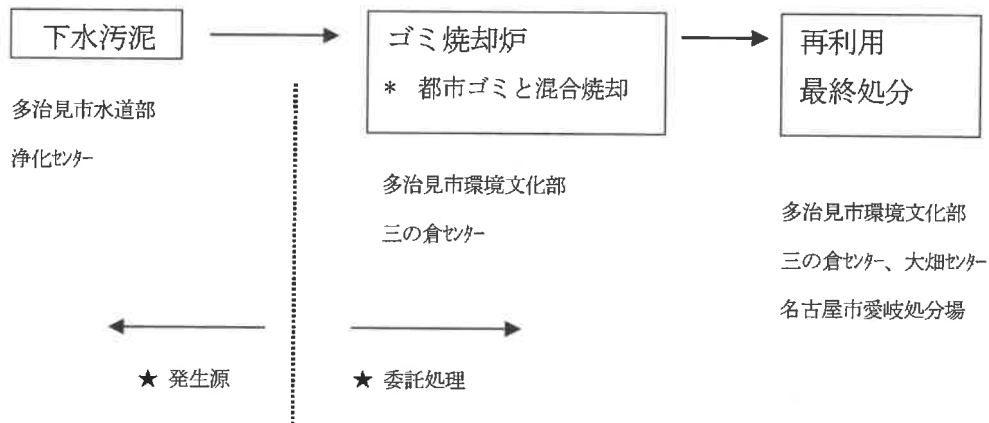 下水汚泥
多治見市水道部
浄化ｾﾝﾀｰ
ゴミ焼却炉
* 都市ゴミと混合焼却
多治見市環境文化部
三の倉ｾﾝﾀｰ
再利用
最終処分
多治見市環境文化部
三の倉ｾﾝﾀｰ、大畑ｾﾝﾀｰ
名古屋市愛岐処分場
★ 発生源
★ 委託処理